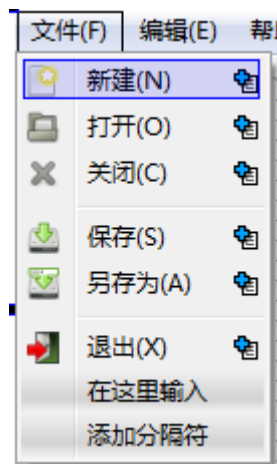 文件(F) 编辑(E)
新建(N)
打开(O)
关闭(C)
保存(S)
另存为(A)
退出(X)
在这里输入
添加分隔符